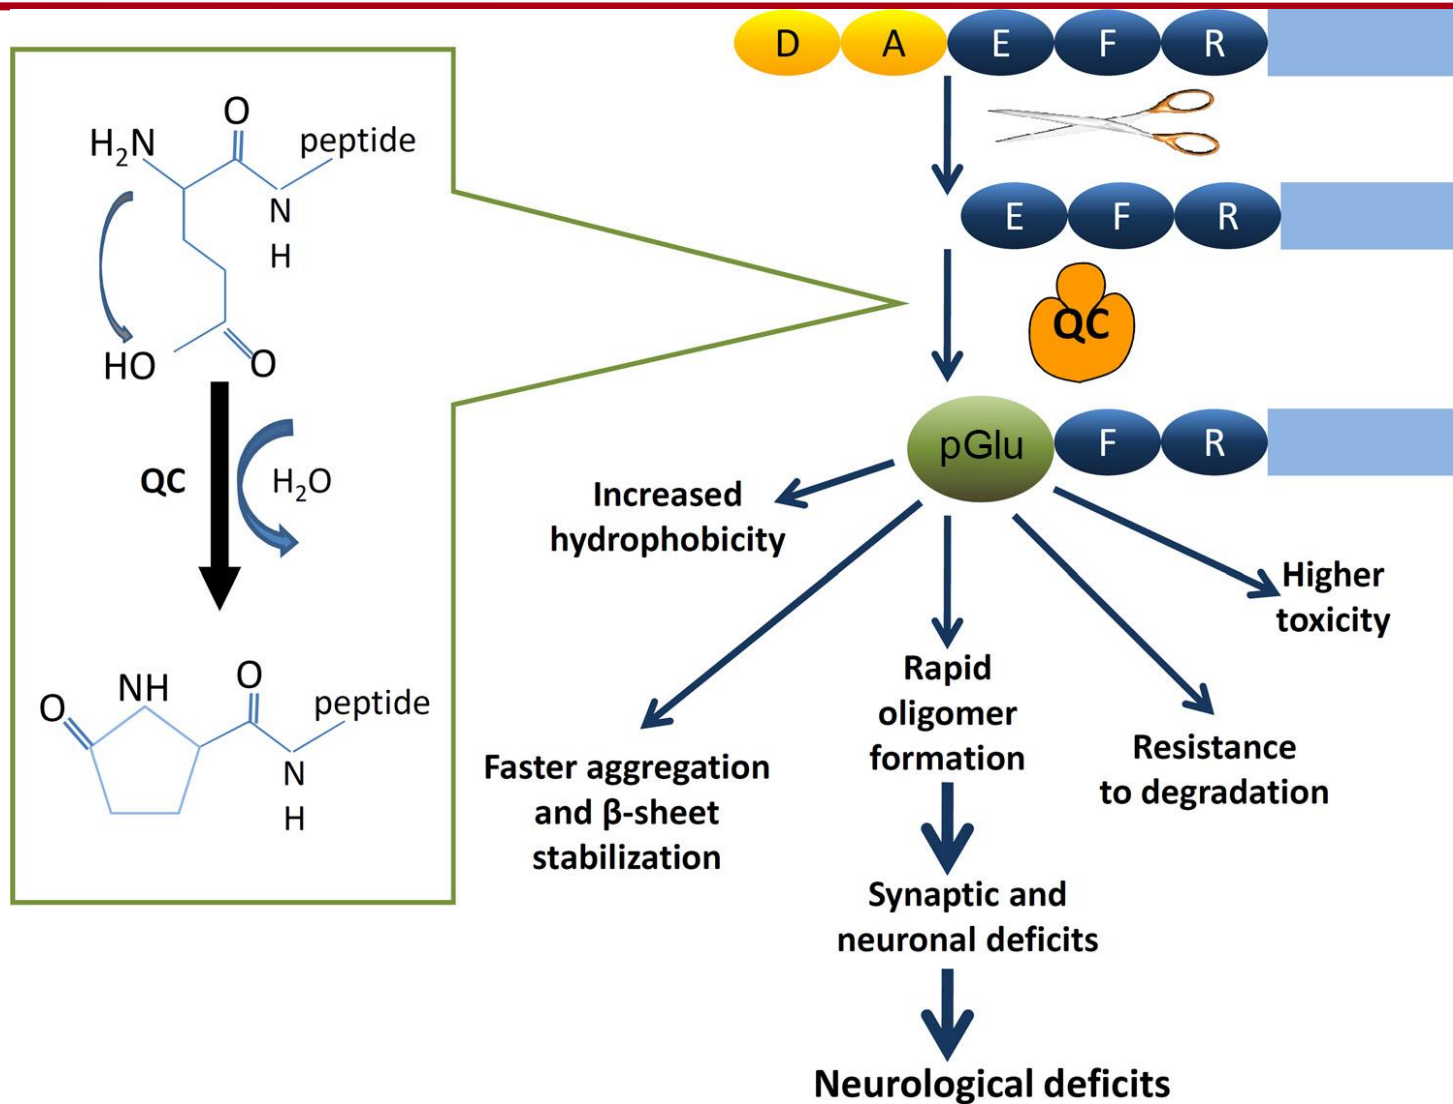 D A E F R
E F R
QC
pGlu F R
H₂N
O
peptide
N
H
HO
O
QC
H₂O
O
NH
O
peptide
N
H
Increased
hydrophobicity
Faster aggregation
and β-sheet
stabilization
Rapid
oligomer
formation
Resistance
to degradation
Higher
toxicity
Synaptic and
neuronal deficits
Neurological deficits